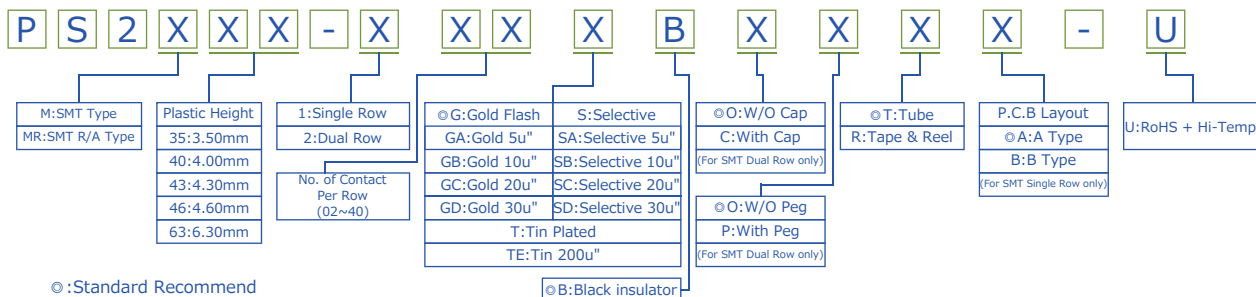 P S 2 X X X - X X X X B X X X X - U
M:SMT Type
MR:SMT R/A Type
Plastic Height
35:3.50mm
40:4.00mm
43:4.30mm
46:4.60mm
63:6.30mm
1:Single Row
2:Dual Row
No. of Contact
Per Row
(02~40)
◎G:Gold Flash S:Selective
GA:Gold 5u" SA:Selective 5u"
GB:Gold 10u" SB:Selective 10u"
GC:Gold 20u" SC:Selective 20u"
GD:Gold 30u" SD:Selective 30u"
T:Tin Plated
TE:Tin 200u"
◎B:Black insulator
◎O:W/O Cap
C:With Cap
(For SMT Dual Row only)
◎O:W/O Peg
P:With Peg
(For SMT Dual Row only)
◎T:Tube
R:Tape & Reel
P.C.B Layout
◎A:A Type
B:B Type
(For SMT Single Row only)
U:RoHS + Hi-Temp
◎:Standard Recommend